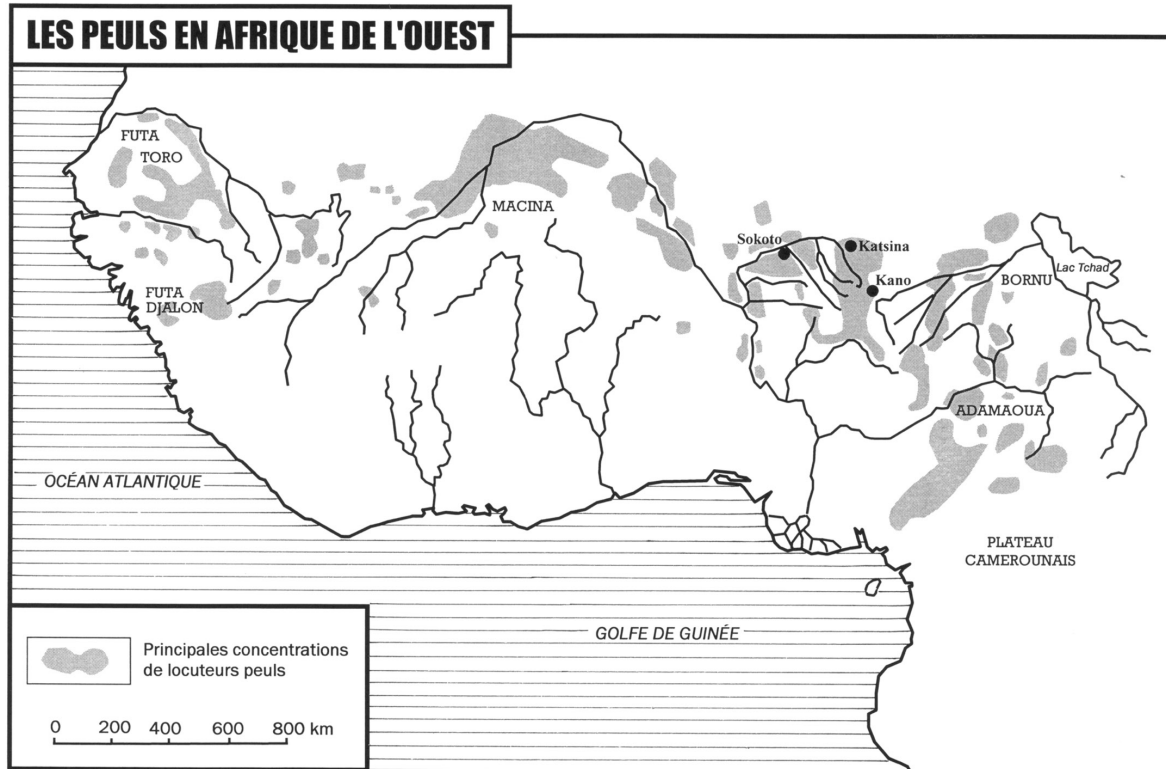 LES PEULS EN AFRIQUE DE L'OUEST
FUTA
TORO
MACINA
Sokoto
Katsina
Kano
Lac Tchad
BORNU
FUTA
DJALON
ADAMAOUA
OCÉAN ATLANTIQUE
PLATEAU
CAMEROUNAIS
GOLFE DE GUINÉE
Principales concentrations
de locuteurs peuls
0 200 400 600 800 km